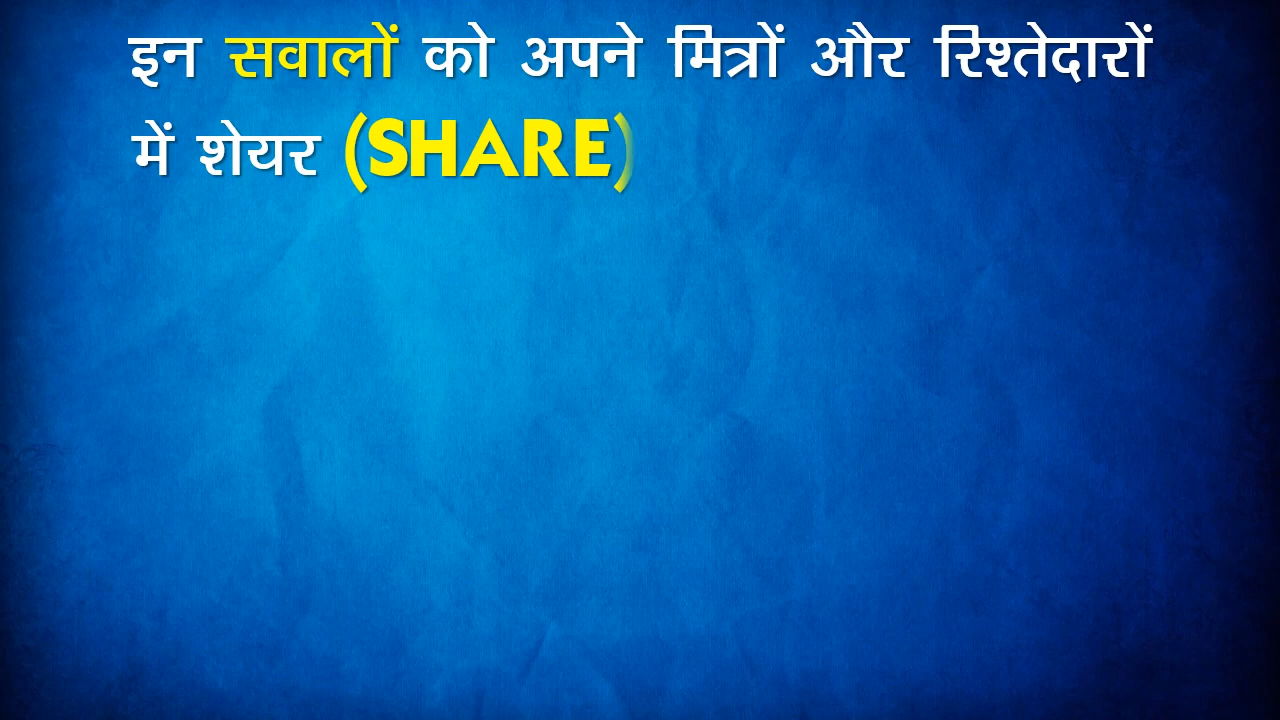 इन सवालों को अपने मित्रों और रिश्तेदारों
में शेयर (SHARE)